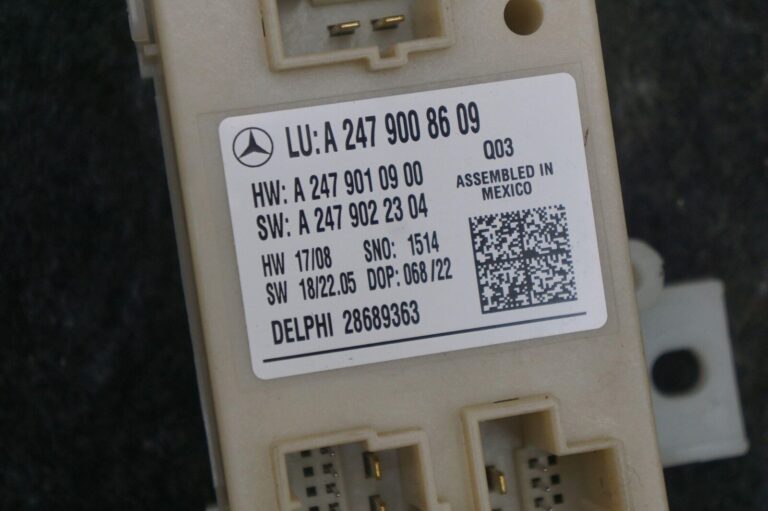 LU: A 247 900 86 09
Q03
HW: A 247 901 09 00
ASSEMBLED IN
MEXICO
SW: A 247 902 23 04
HW 17/08 SNO: 1514
SW 18/22.05 DOP: 068/22
DELPHI 28689363